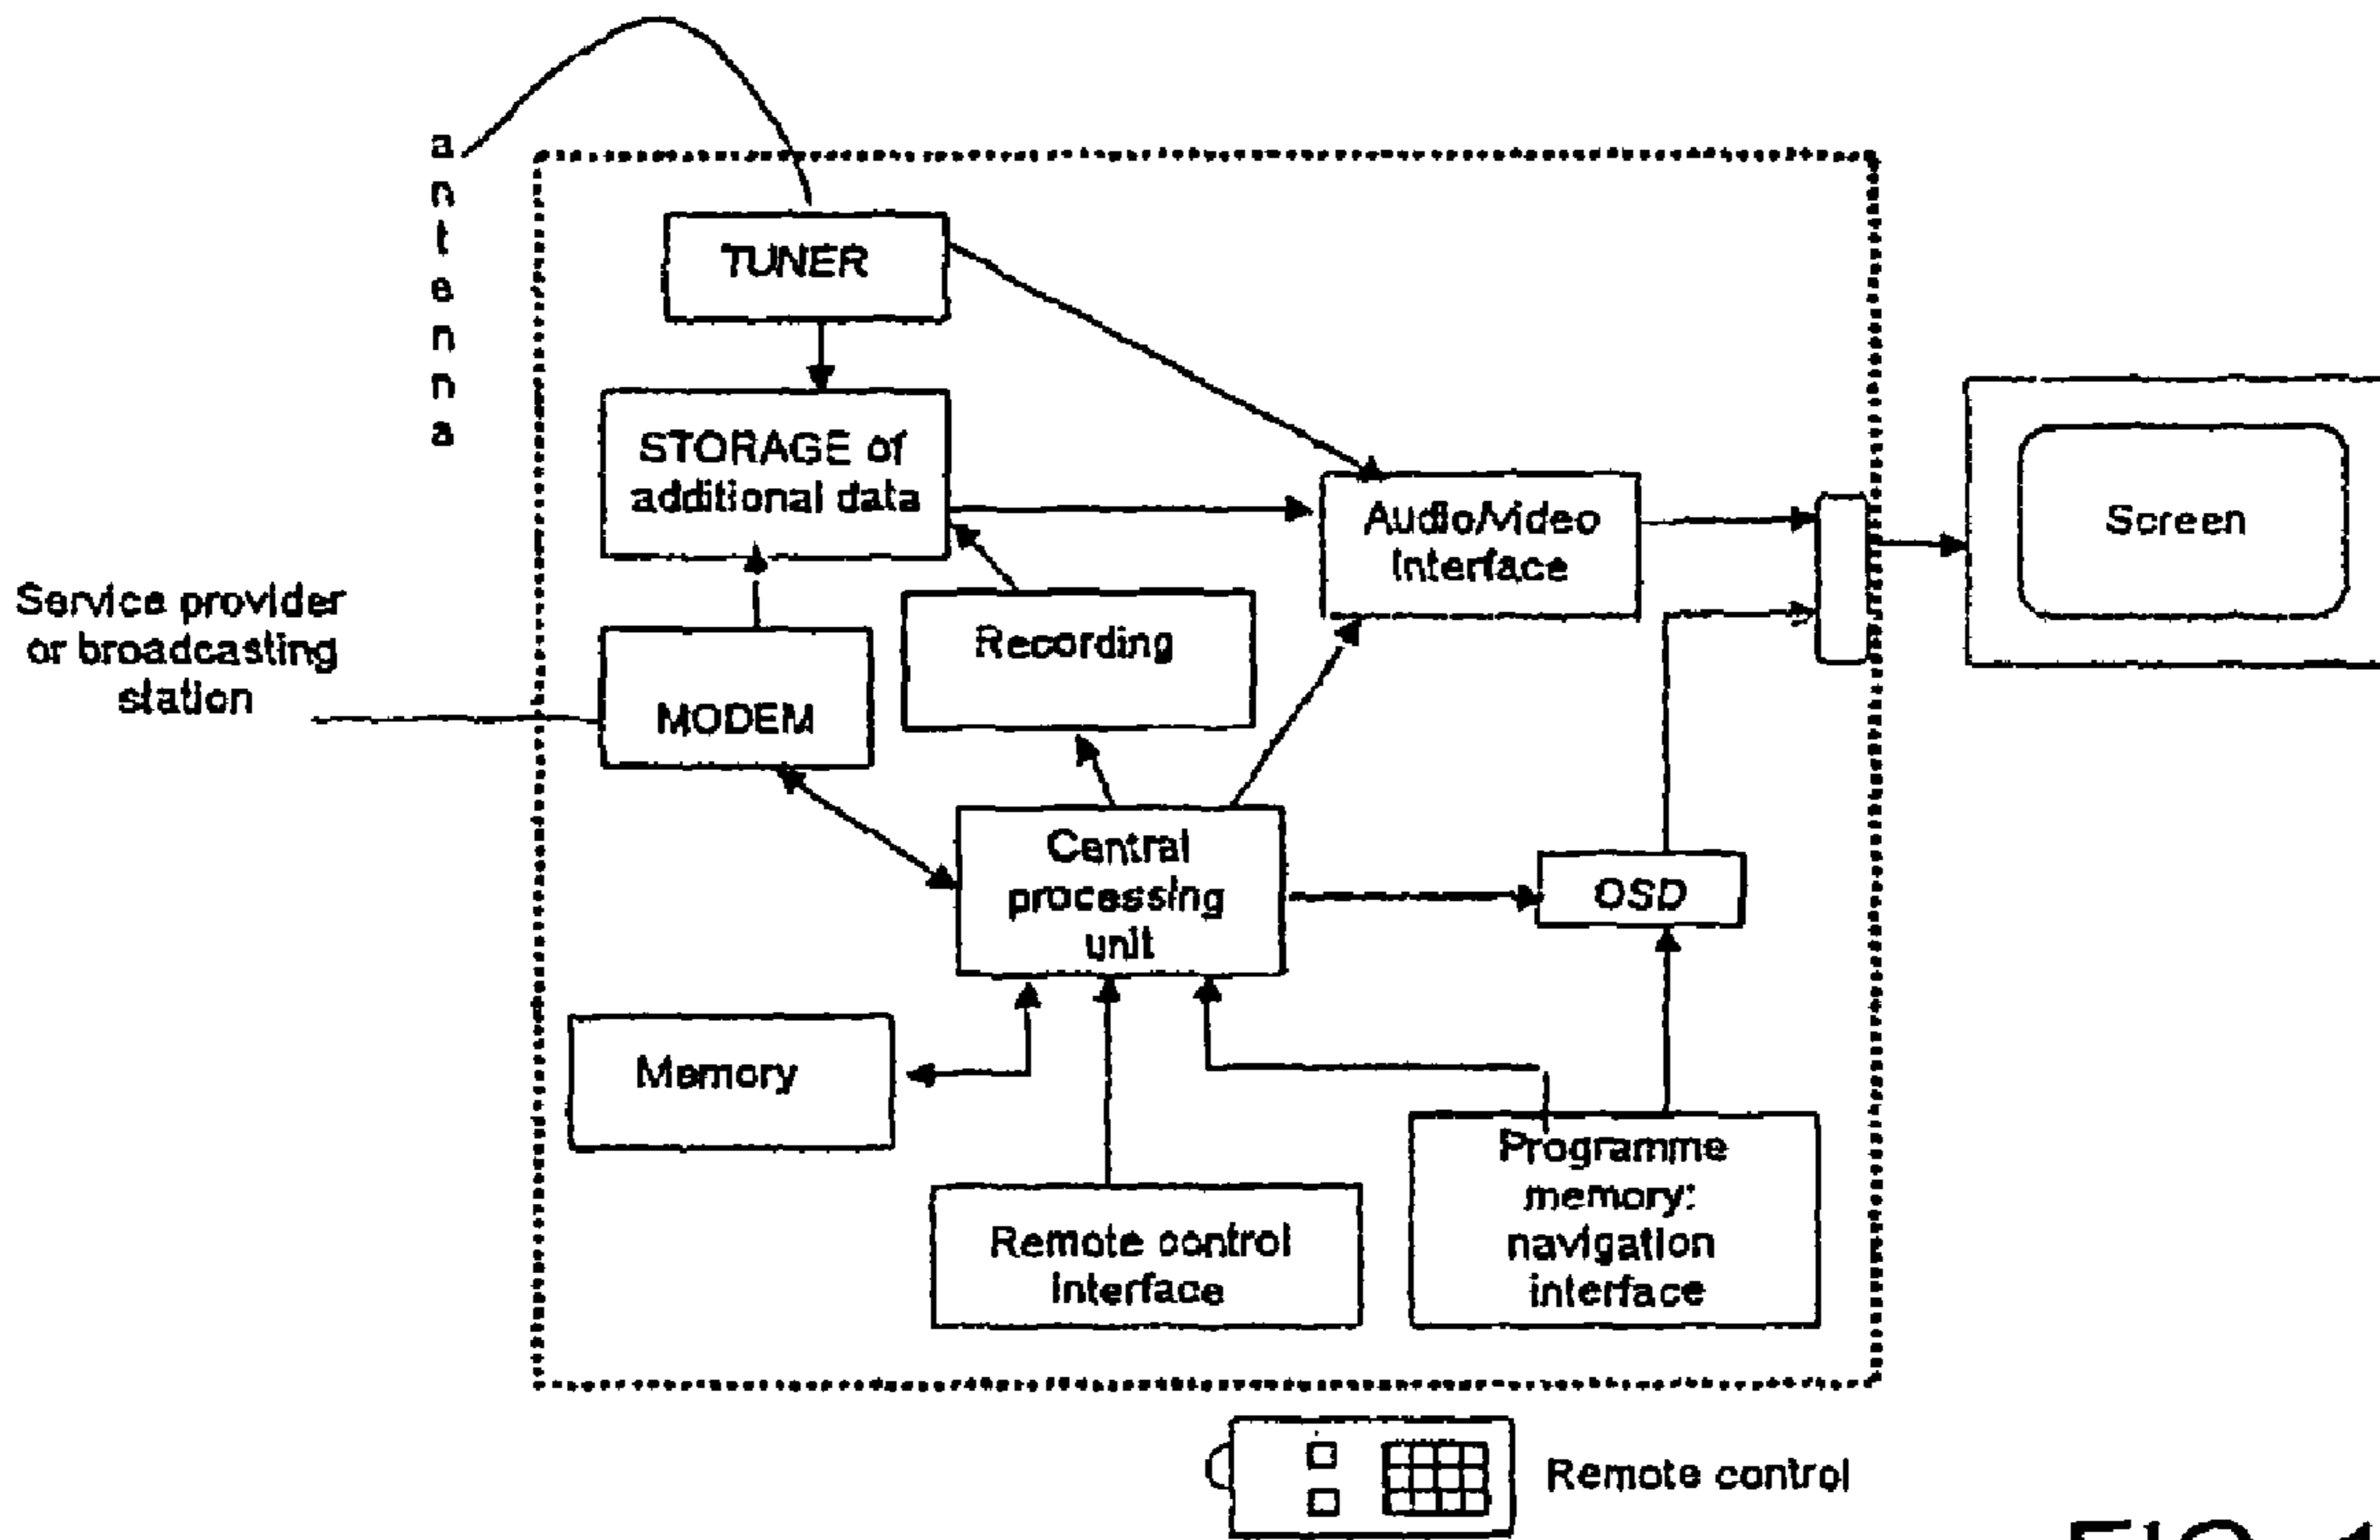 antenna
TUNER
STORAGE of
additional data
Audio/video
Interface
Screen
Service provider
or broadcasting
station
Recording
MODEM
Central
processing
unit
OSD
Memory
Programme
memory:
navigation
interface
Remote control
Interface
Remote control